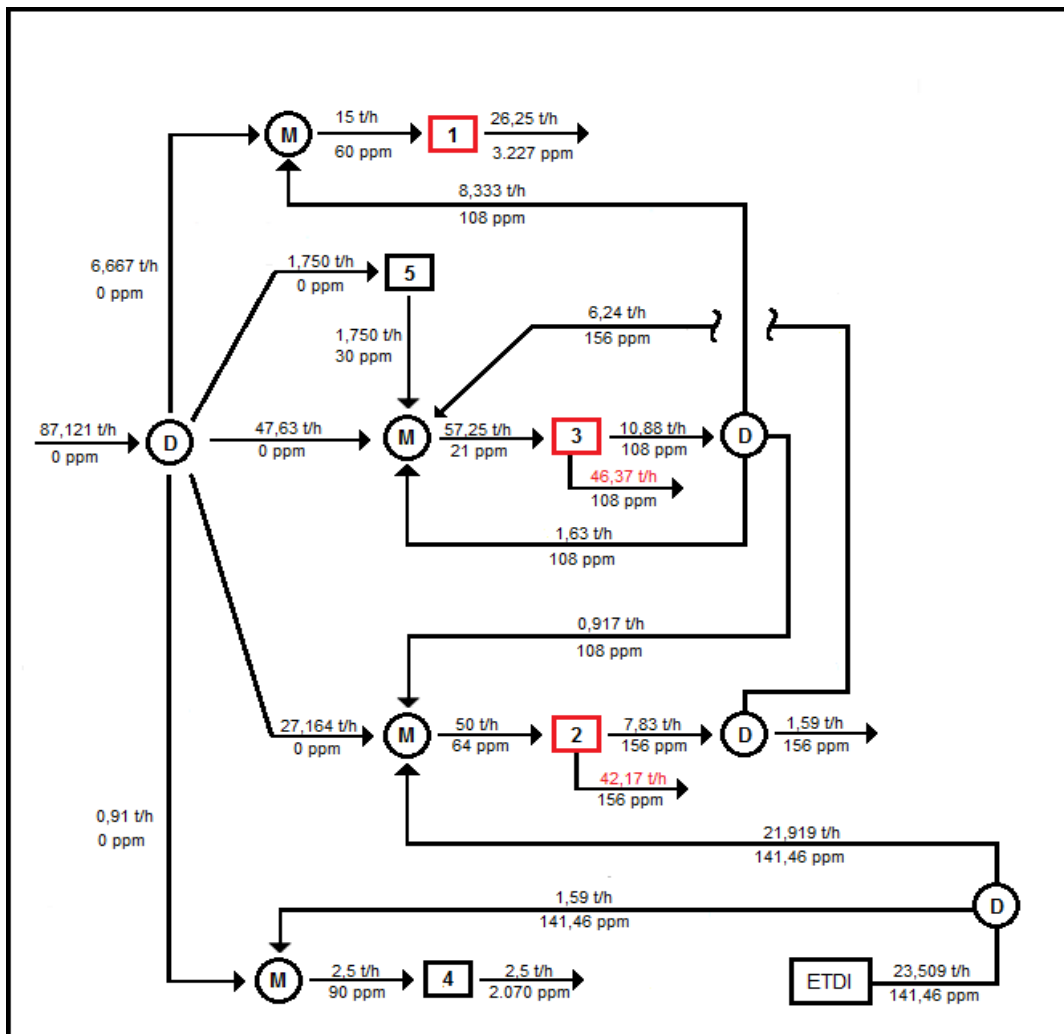 M
15 t/h
60 ppm
1
26,25 t/h
3.227 ppm
8,333 t/h
108 ppm
6,667 t/h
0 ppm
1,750 t/h
0 ppm
5
1,750 t/h
30 ppm
6,24 t/h
156 ppm
87,121 t/h
0 ppm
D
47,63 t/h
0 ppm
M
57,25 t/h
21 ppm
3
10,88 t/h
108 ppm
D
46,37 t/h
108 ppm
1,63 t/h
108 ppm
0,917 t/h
108 ppm
27,164 t/h
0 ppm
M
50 t/h
64 ppm
2
7,83 t/h
156 ppm
D
1,59 t/h
156 ppm
42,17 t/h
156 ppm
0,91 t/h
0 ppm
21,919 t/h
141,46 ppm
1,59 t/h
141,46 ppm
D
M
2,5 t/h
90 ppm
4
2,5 t/h
2.070 ppm
ETDI
23,509 t/h
141,46 ppm